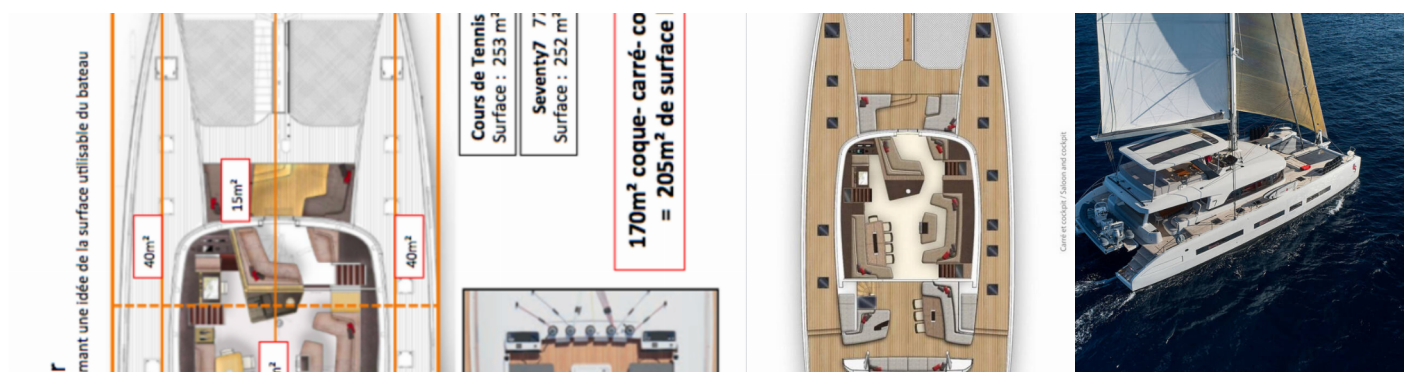 mant une idée de la surface utilisable du bateau
40m²
15m²
40m²
m²
Cours de Tennis
Surface : 253 m²
Seventy7 77
Surface : 252 m²
170m² coque- carré- co
= 205m² de surface
Carré et cockpit / Saloon and cockpit